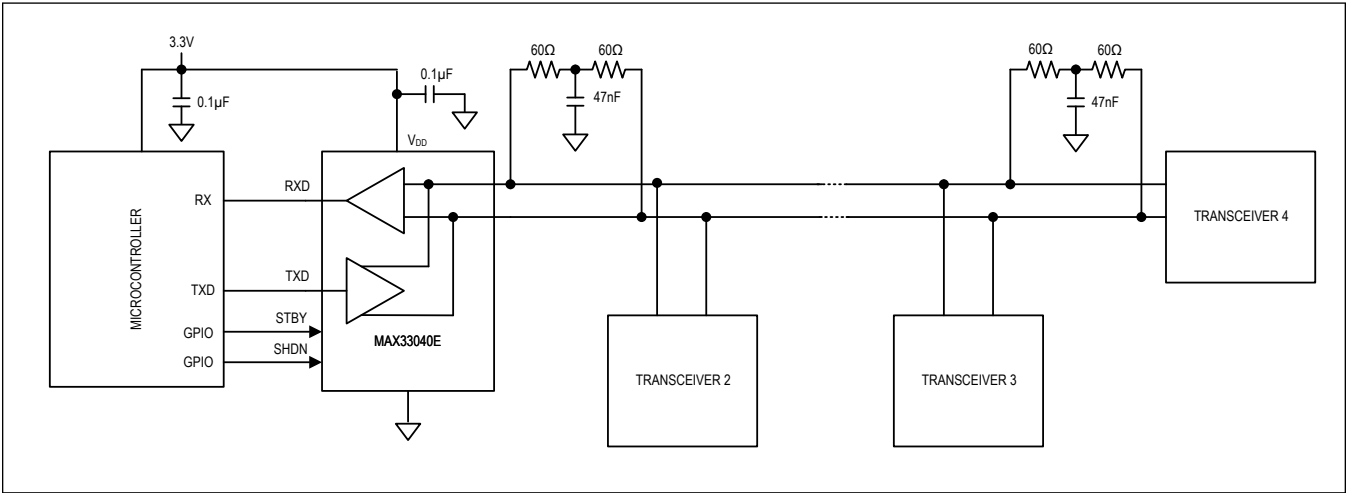 3.3V
0.1µF
0.1µF
60Ω 60Ω
47nF
60Ω 60Ω
47nF
VDD
MICROCONTROLLER
RX
TXD
GPIO
GPIO
RXD
TXD
STBY
SHDN
MAX33040E
TRANSCEIVER 2
TRANSCEIVER 3
TRANSCEIVER 4